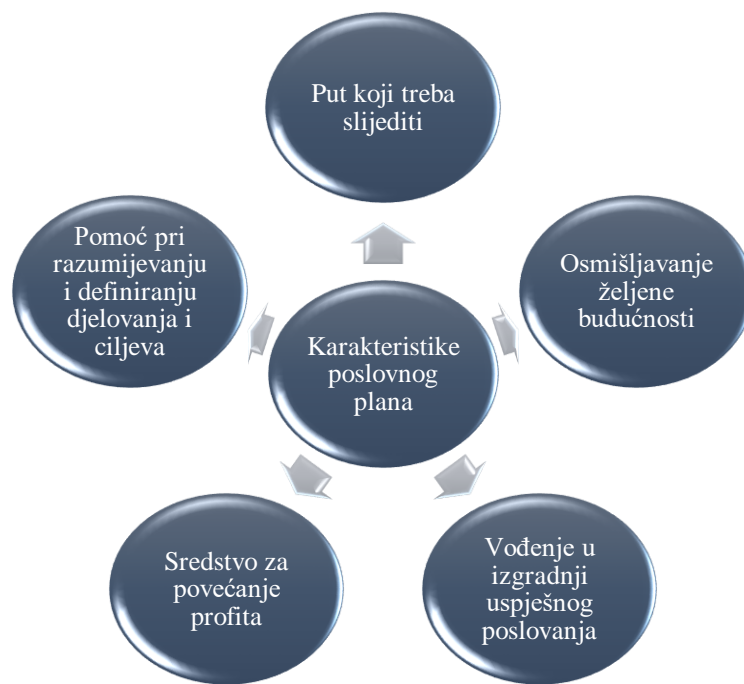 Put koji treba
slijediti
Pomoć pri
razumijevanju
i definiranju
djelovanja i
ciljeva
Osmišljavanje
željene
budućnosti
Karakteristike
poslovnog
plana
Sredstvo za
povećanje
profita
Vođenje u
izgradnji
uspješnog
poslovanja